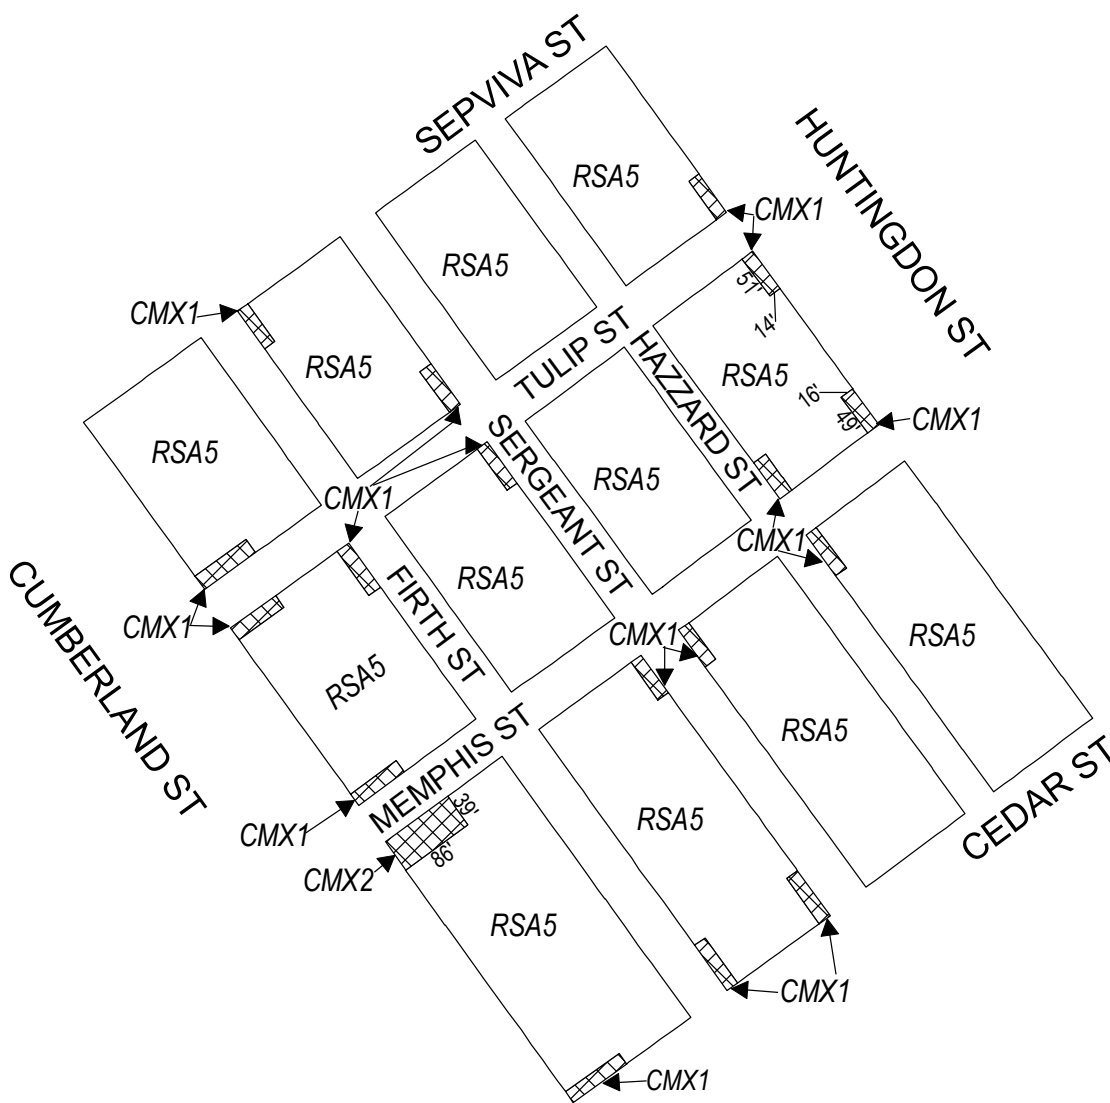 SEPVIVA ST
HUNTINGDON ST
RSA5
CMX1
RSA5
51'
14'
CMX1
TULIP ST
HAZZARD ST
RSA5
RSA5
16'
49'
CMX1
RSA5
SERGEANT ST
RSA5
CMX1
CMX1
RSA5
CUMBERLAND ST
CMX1
FIRTH ST
CMX1
RSA5
RSA5
MEMPHIS ST
RSA5
CEDAR ST
39'
86'
CMX1
CMX2
RSA5
RSA5
CMX1
CMX1